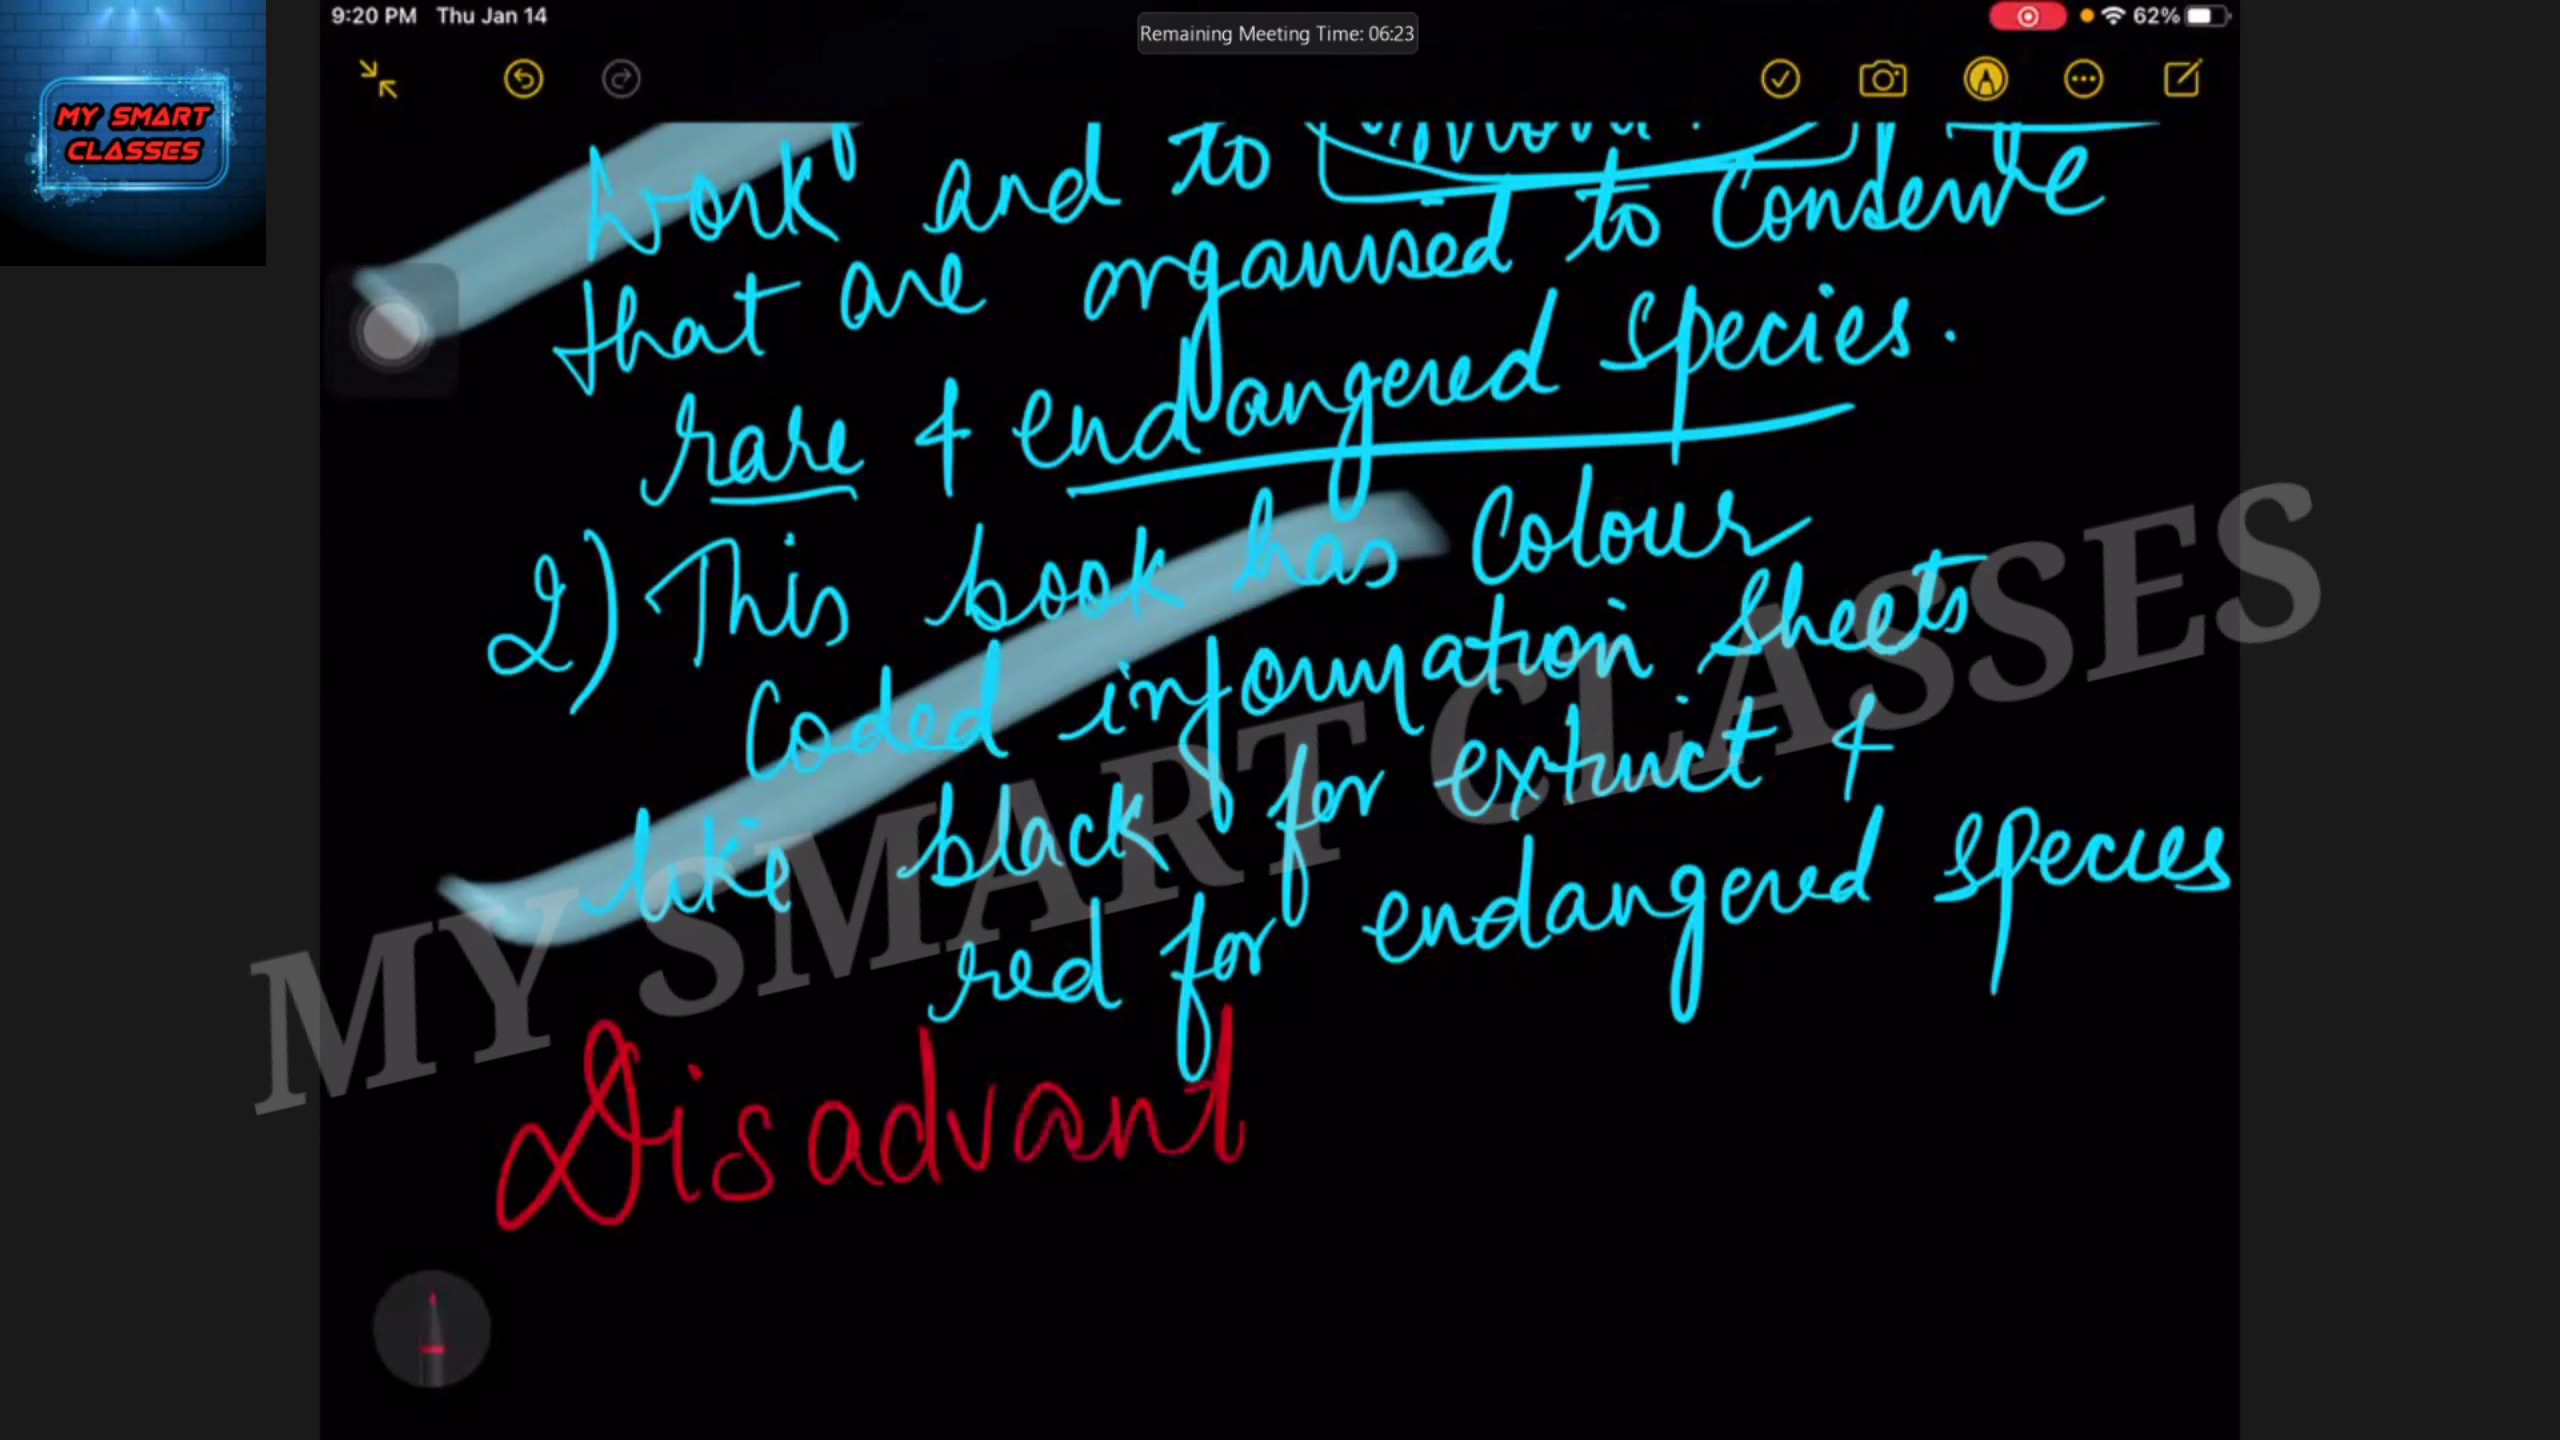 9:20 PM Thu Jan 14
Remaining Meeting Time: 06:23
62%
MY SMART
CLASSES
work and to
that are organised to Conserve
rare & endangered species.
2) This book has Colour
Coded information sheets
like black for extinct &
red for endangered species
Disadvant
MY SMART CLASSES